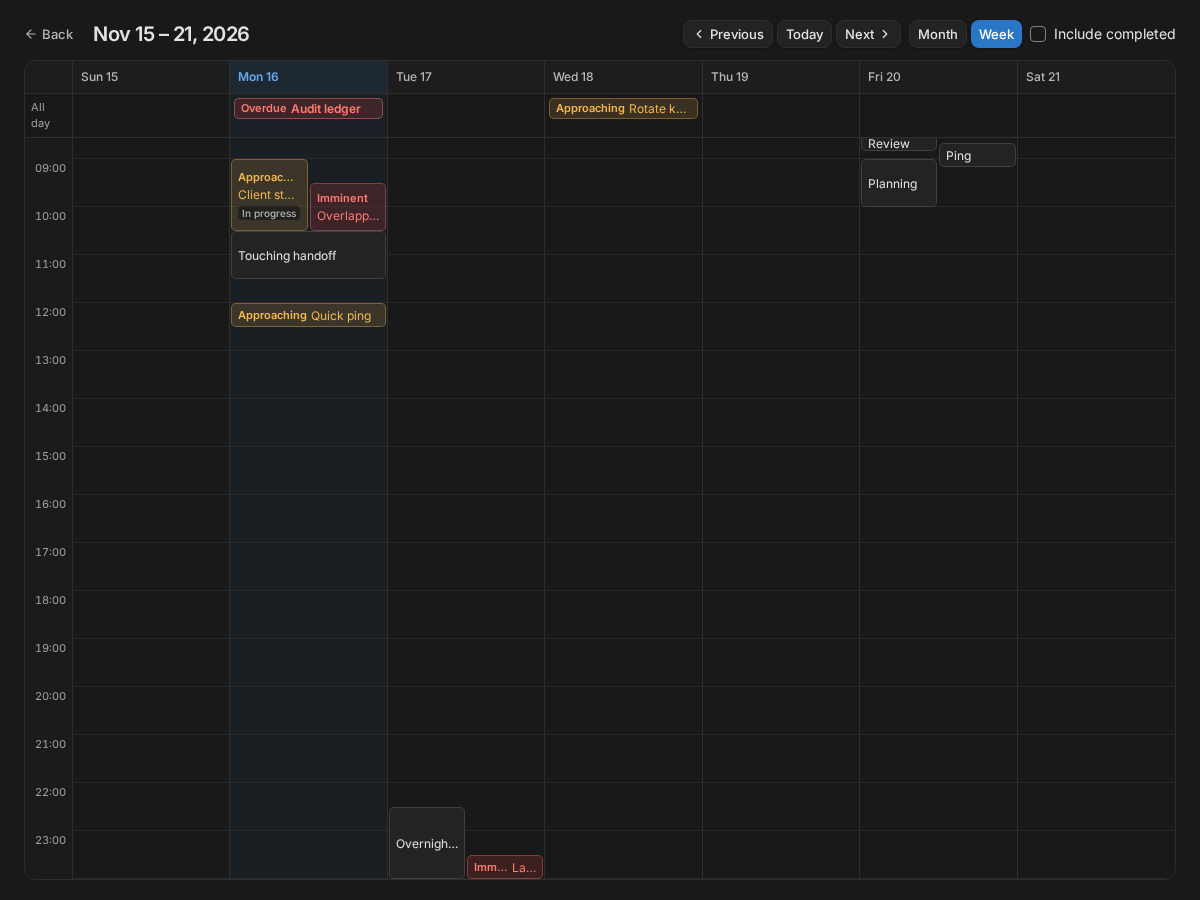 Back
Nov 15 – 21, 2026
Previous
Today
Next
Month
Week
Include completed
Sun 15
Mon 16
Tue 17
Wed 18
Thu 19
Fri 20
Sat 21
All
day
Overdue Audit ledger
Approaching Rotate k...
Review
Ping
Planning
09:00
10:00
11:00
12:00
13:00
14:00
15:00
16:00
17:00
18:00
19:00
20:00
21:00
22:00
23:00
Approac...
Client st...
In progress
Imminent
Overlapp...
Touching handoff
Approaching Quick ping
Overnigh...
Imm... La...